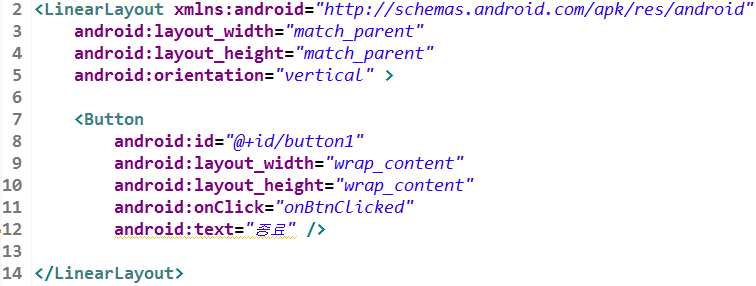 2 <LinearLayout xmlns:android="http://schemas.android.com/apk/res/android"
3 android:layout_width="match_parent"
4 android:layout_height="match_parent"
5 android:orientation="vertical" >
6
7 <Button
8 android:id="@+id/button1"
9 android:layout_width="wrap_content"
10 android:layout_height="wrap_content"
11 android:onClick="onBtnClicked"
12 android:text="종료" />
13
14 </LinearLayout>